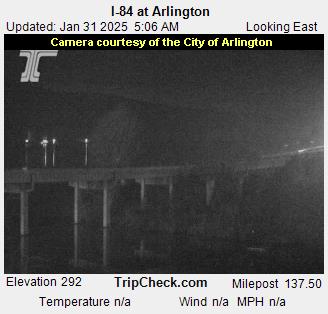 I-84 at Arlington
Updated: Jan 31 2025 5:06 AM Looking East
Camera courtesy of the City of Arlington
Elevation 292 TripCheck.com Milepost 137.50
Temperature n/a Wind n/a MPH n/a